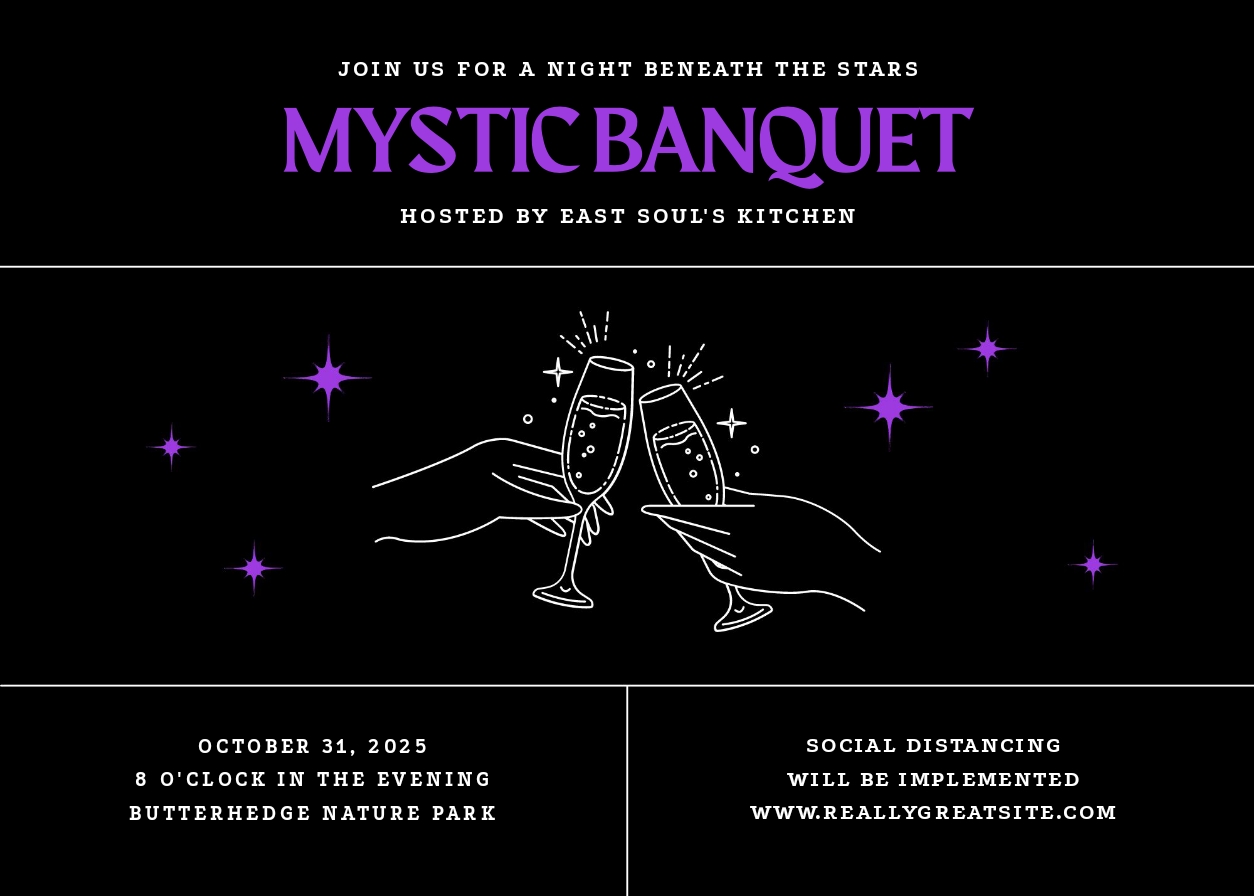 JOIN US FOR A NIGHT BENEATH THE STARS
MYSTIC BANQUET
HOSTED BY EAST SOUL'S KITCHEN
OCTOBER 31, 2025
8 O'CLOCK IN THE EVENING
BUTTERHEDGE NATURE PARK
SOCIAL DISTANCING
WILL BE IMPLEMENTED
WWW.REALLYGREATSITE.COM